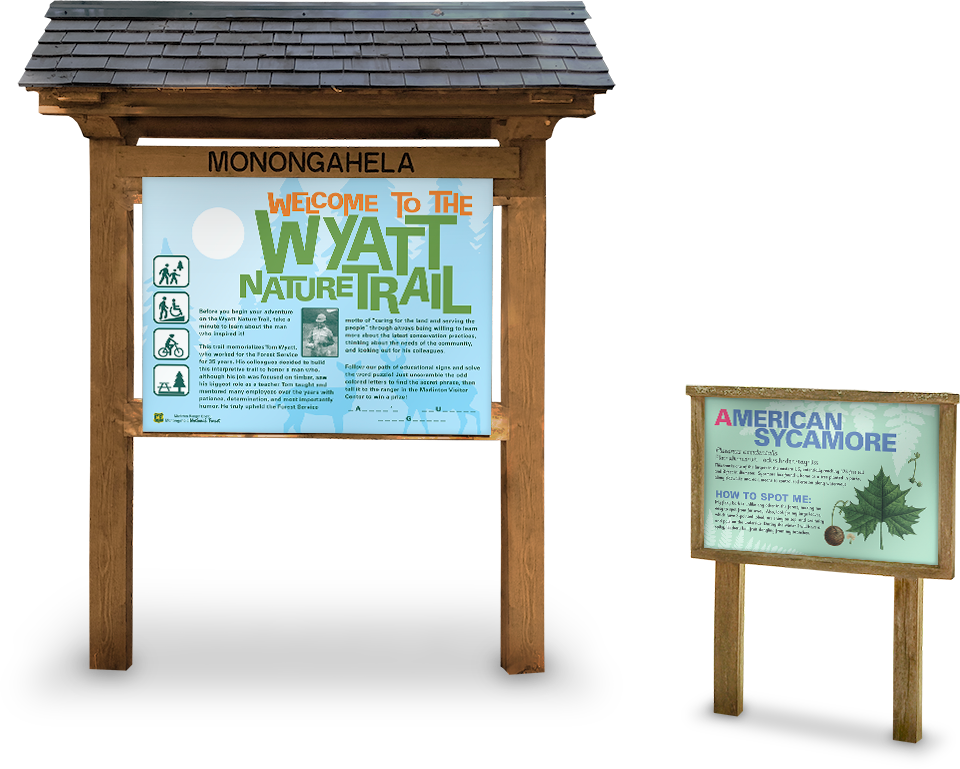 MONONGAHELA
WELCOME TO THE
WYATT
NATURE TRAIL
Before you begin your adventure
on the Wyatt Nature Trail, take a
minute to learn about the man
who inspired it!
This trail memorializes Tom Wyatt,
who worked for the Forest Service
for 35 years. His colleagues decided to build
this interpretive trail to honor a man who,
although his job was focused on timber, saw
his biggest role as a teacher. Tom taught and
mentored many employees over the years with
patience, determination, and most importantly
humor. He truly upheld the Forest Service
motto of "caring for the land and serving the
people" through always being willing to learn
more about the latest conservation practices,
thinking about the needs of the community,
and looking out for his colleagues.
Follow our path of educational signs and solve
the word puzzle! Just unscramble the odd
colored letters to find the secret phrase, then
tell it to the ranger in the Marlinton Visitor
Center to win a prize!
A U
G
National Forest
AMERICAN
SYCAMORE
HOW TO SPOT ME: